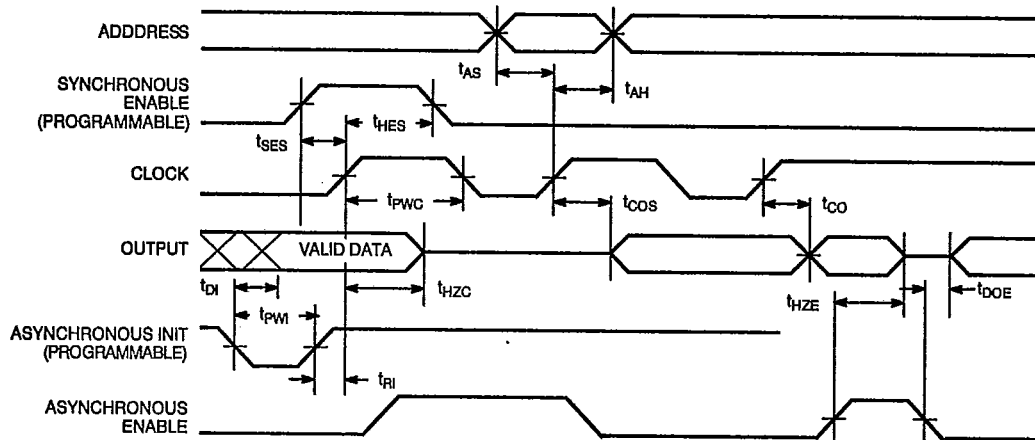 ADDDRESS
tAS
tAH
SYNCHRONOUS
ENABLE
(PROGRAMMABLE)
tSES
tHES
CLOCK
tPWC
tCOS
tCO
OUTPUT
VALID DATA
tDI
tHZC
tHZE
tDOE
tPWI
ASYNCHRONOUS INIT
(PROGRAMMABLE)
tRI
ASYNCHRONOUS
ENABLE